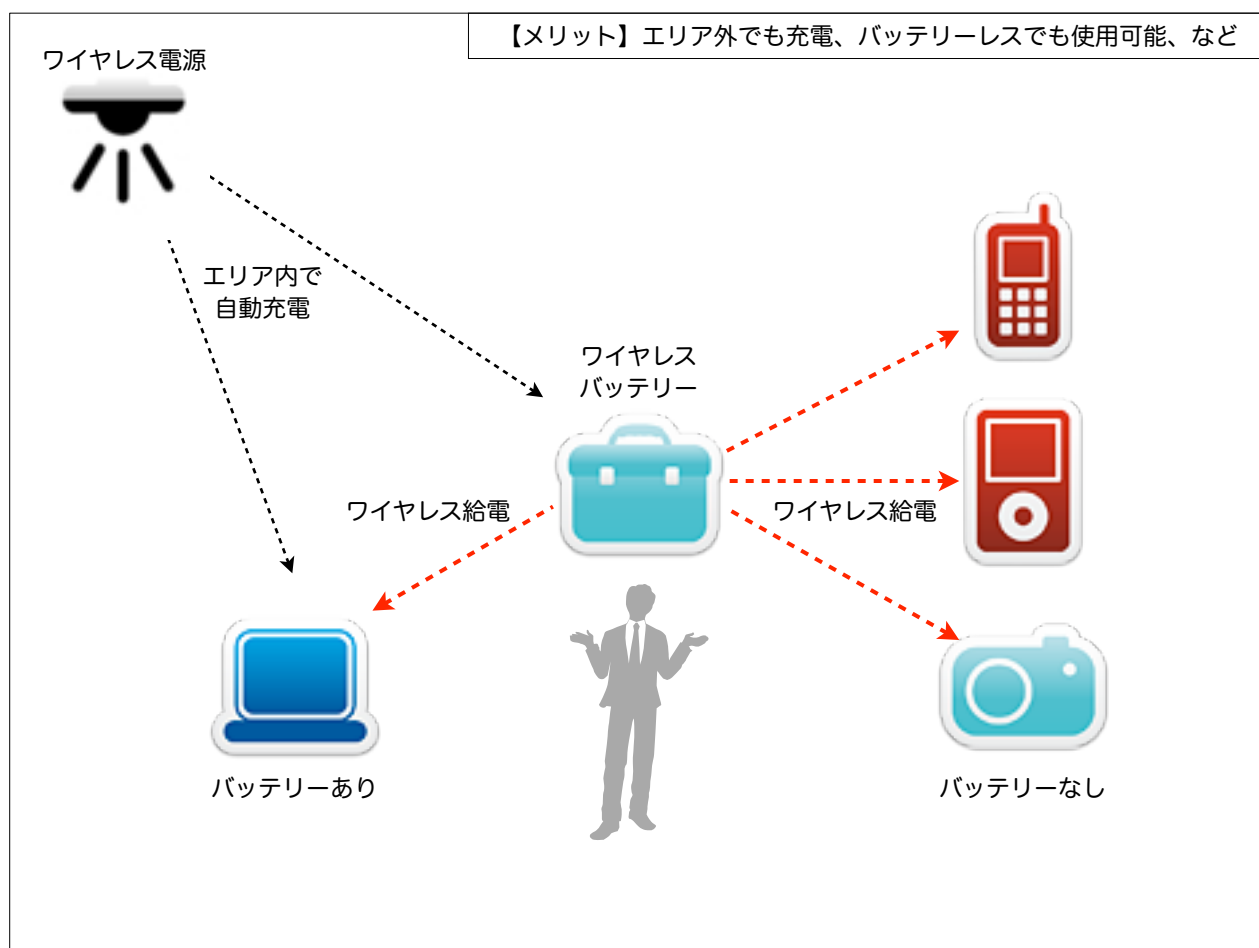 【メリット】エリア外でも充電、バッテリーレスでも使用可能、など
ワイヤレス電源
エリア内で
自動充電
ワイヤレス
バッテリー
ワイヤレス給電
ワイヤレス給電
バッテリーあり
バッテリーなし